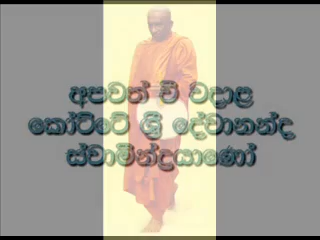 අපවත් වී වදාළ
කෝට්ටේ ශ්‍රී දේවානන්ද
ස්වාමීන්ද්‍රයාණෝ